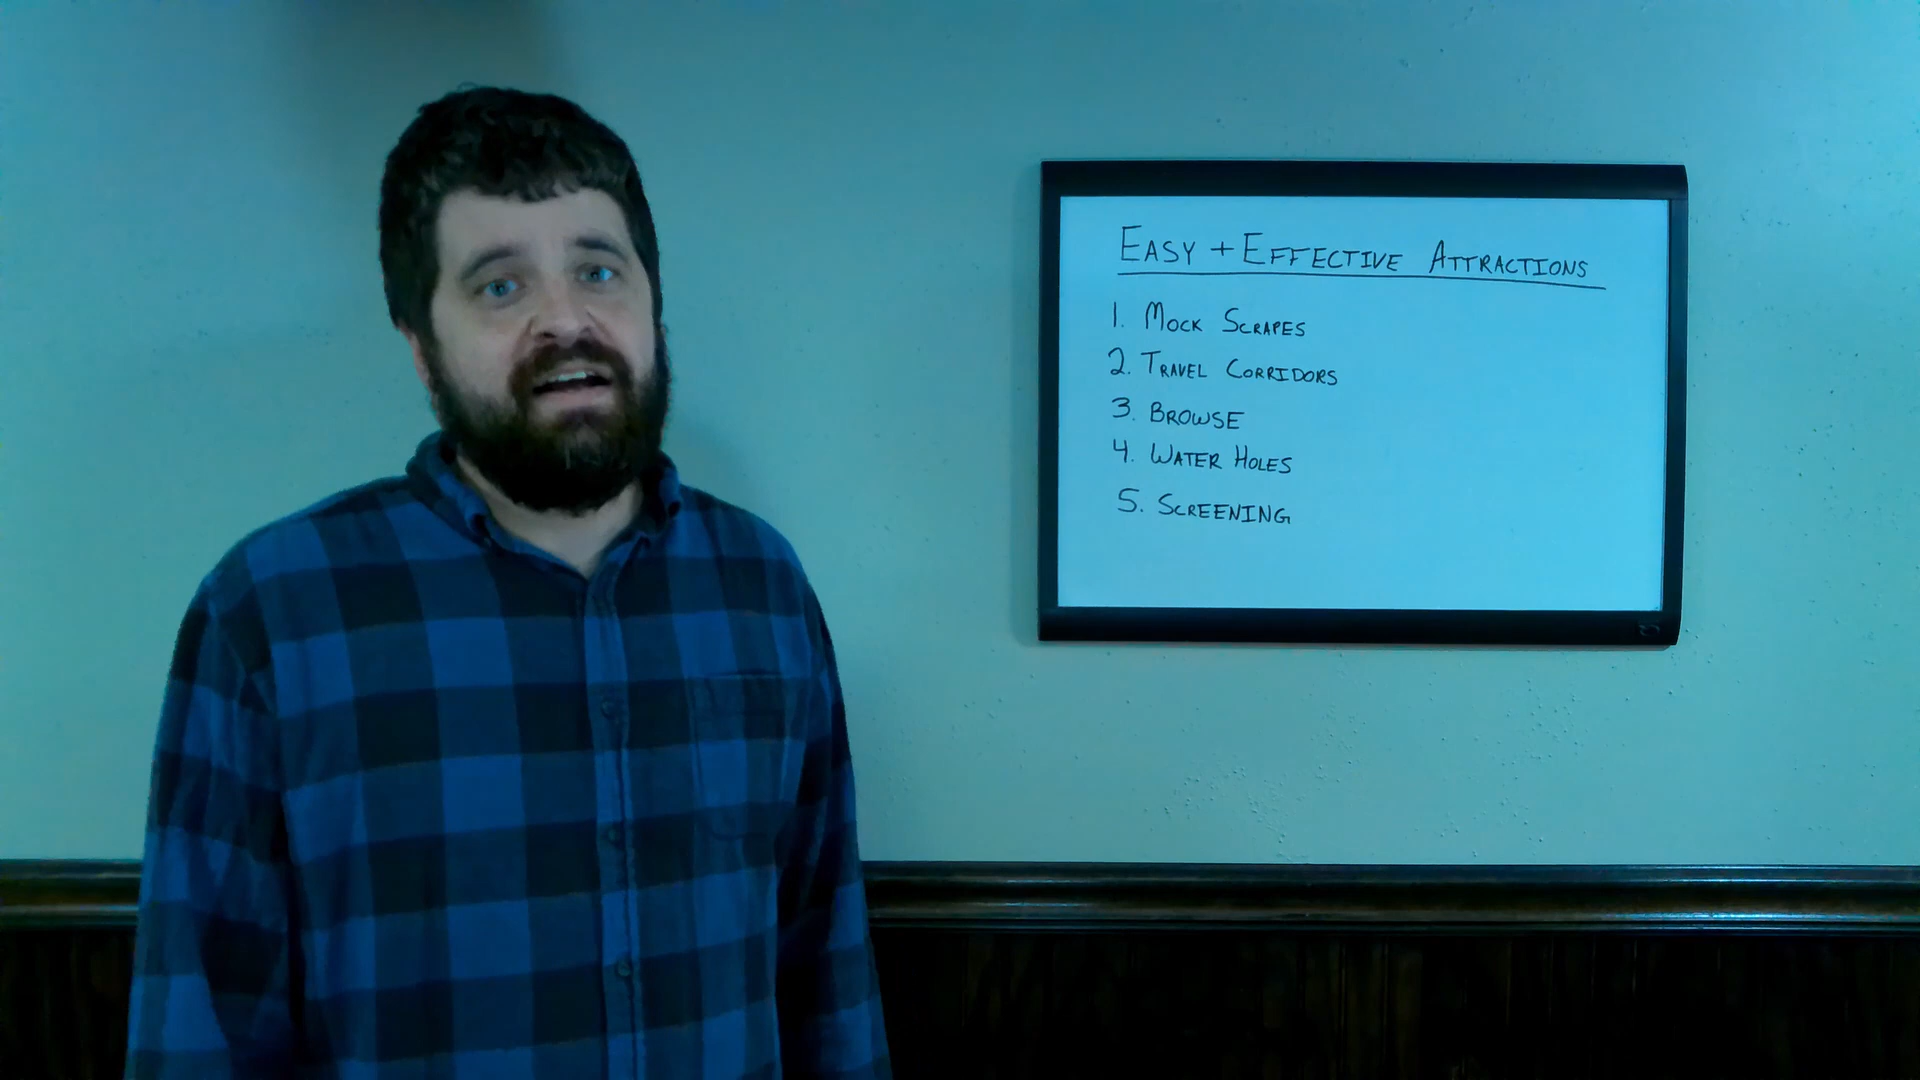 EASY + EFFECTIVE ATTRACTIONS
1. MOCK SCRAPES
2. TRAVEL CORRIDORS
3. BROWSE
4. WATER HOLES
5. SCREENING